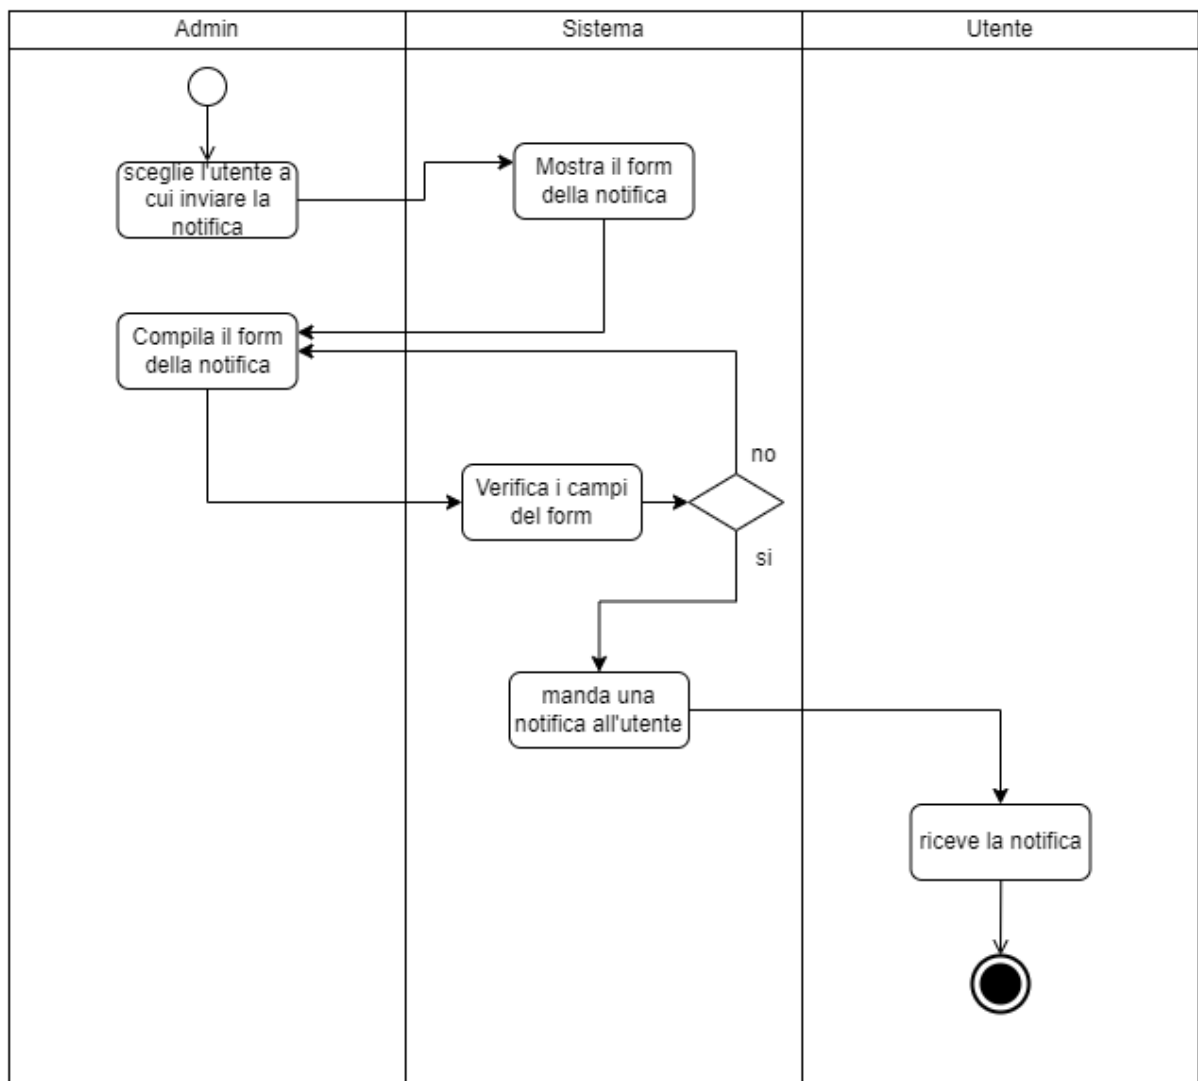 Admin
Sistema
Utente
sceglie l'utente a
cui inviare la
notifica
Mostra il form
della notifica
Compila il form
della notifica
no
Verifica i campi
del form
si
manda una
notifica all'utente
riceve la notifica